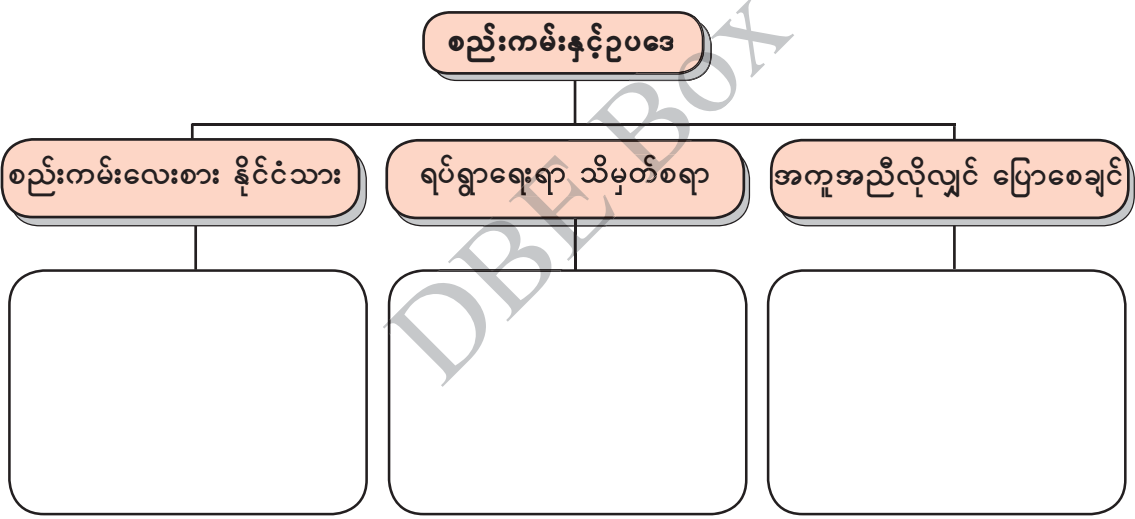 စည်းကမ်းနှင့်ဥပဒေ
စည်းကမ်းလေးစား နိုင်ငံသား
ရပ်ရွာရေးရာ သိမှတ်စရာ
အကူအညီလိုလျှင် ပြောစေချင်
DBE Box